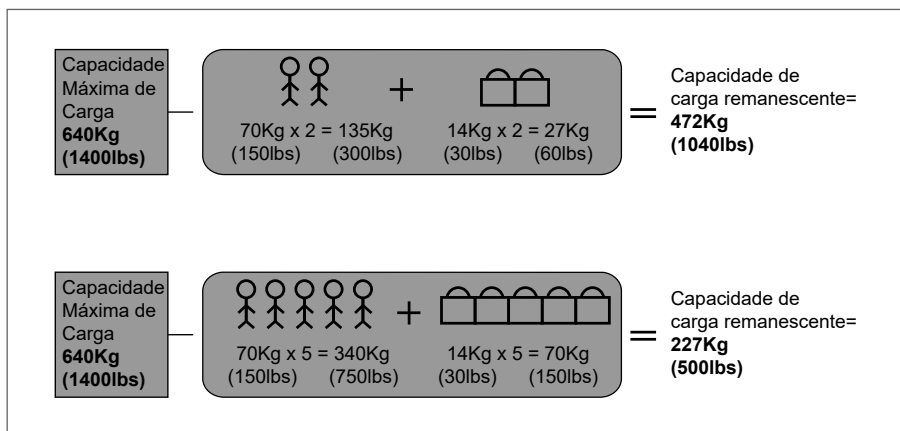 Capacidade
Máxima de
Carga
640Kg
(1400lbs)
70Kg x 2 = 135Kg
(150lbs) (300lbs)
+
14Kg x 2 = 27Kg
(30lbs) (60lbs)
=
Capacidade de
carga remanescente=
472Kg
(1040lbs)
Capacidade
Máxima de
Carga
640Kg
(1400lbs)
70Kg x 5 = 340Kg
(150lbs) (750lbs)
+
14Kg x 5 = 70Kg
(30lbs) (150lbs)
=
Capacidade de
carga remanescente=
227Kg
(500lbs)